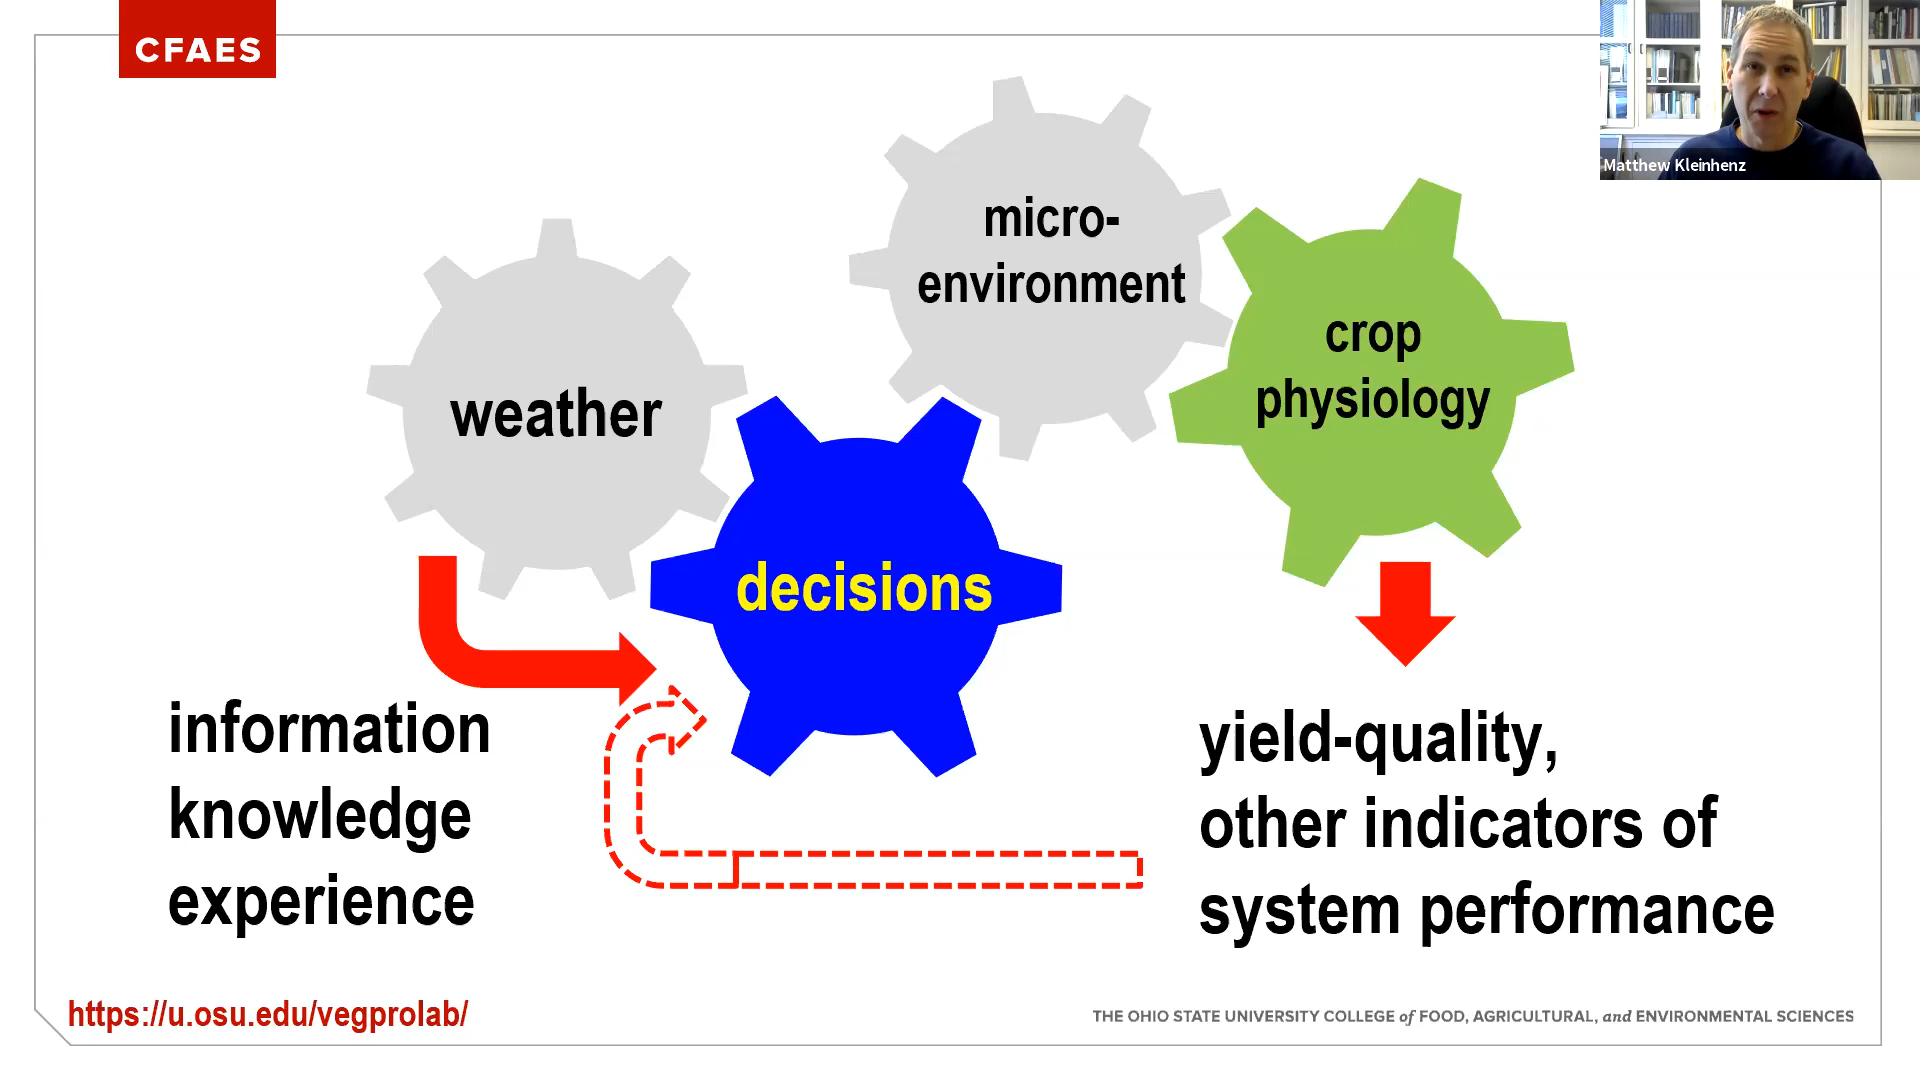 CFAES
Matthew Kleinhenz
micro-
environment
crop
physiology
weather
decisions
information
knowledge
experience
yield-quality,
other indicators of
system performance
https://u.osu.edu/vegprolab/
THE OHIO STATE UNIVERSITY COLLEGE of FOOD, AGRICULTURAL, and ENVIRONMENTAL SCIENCES